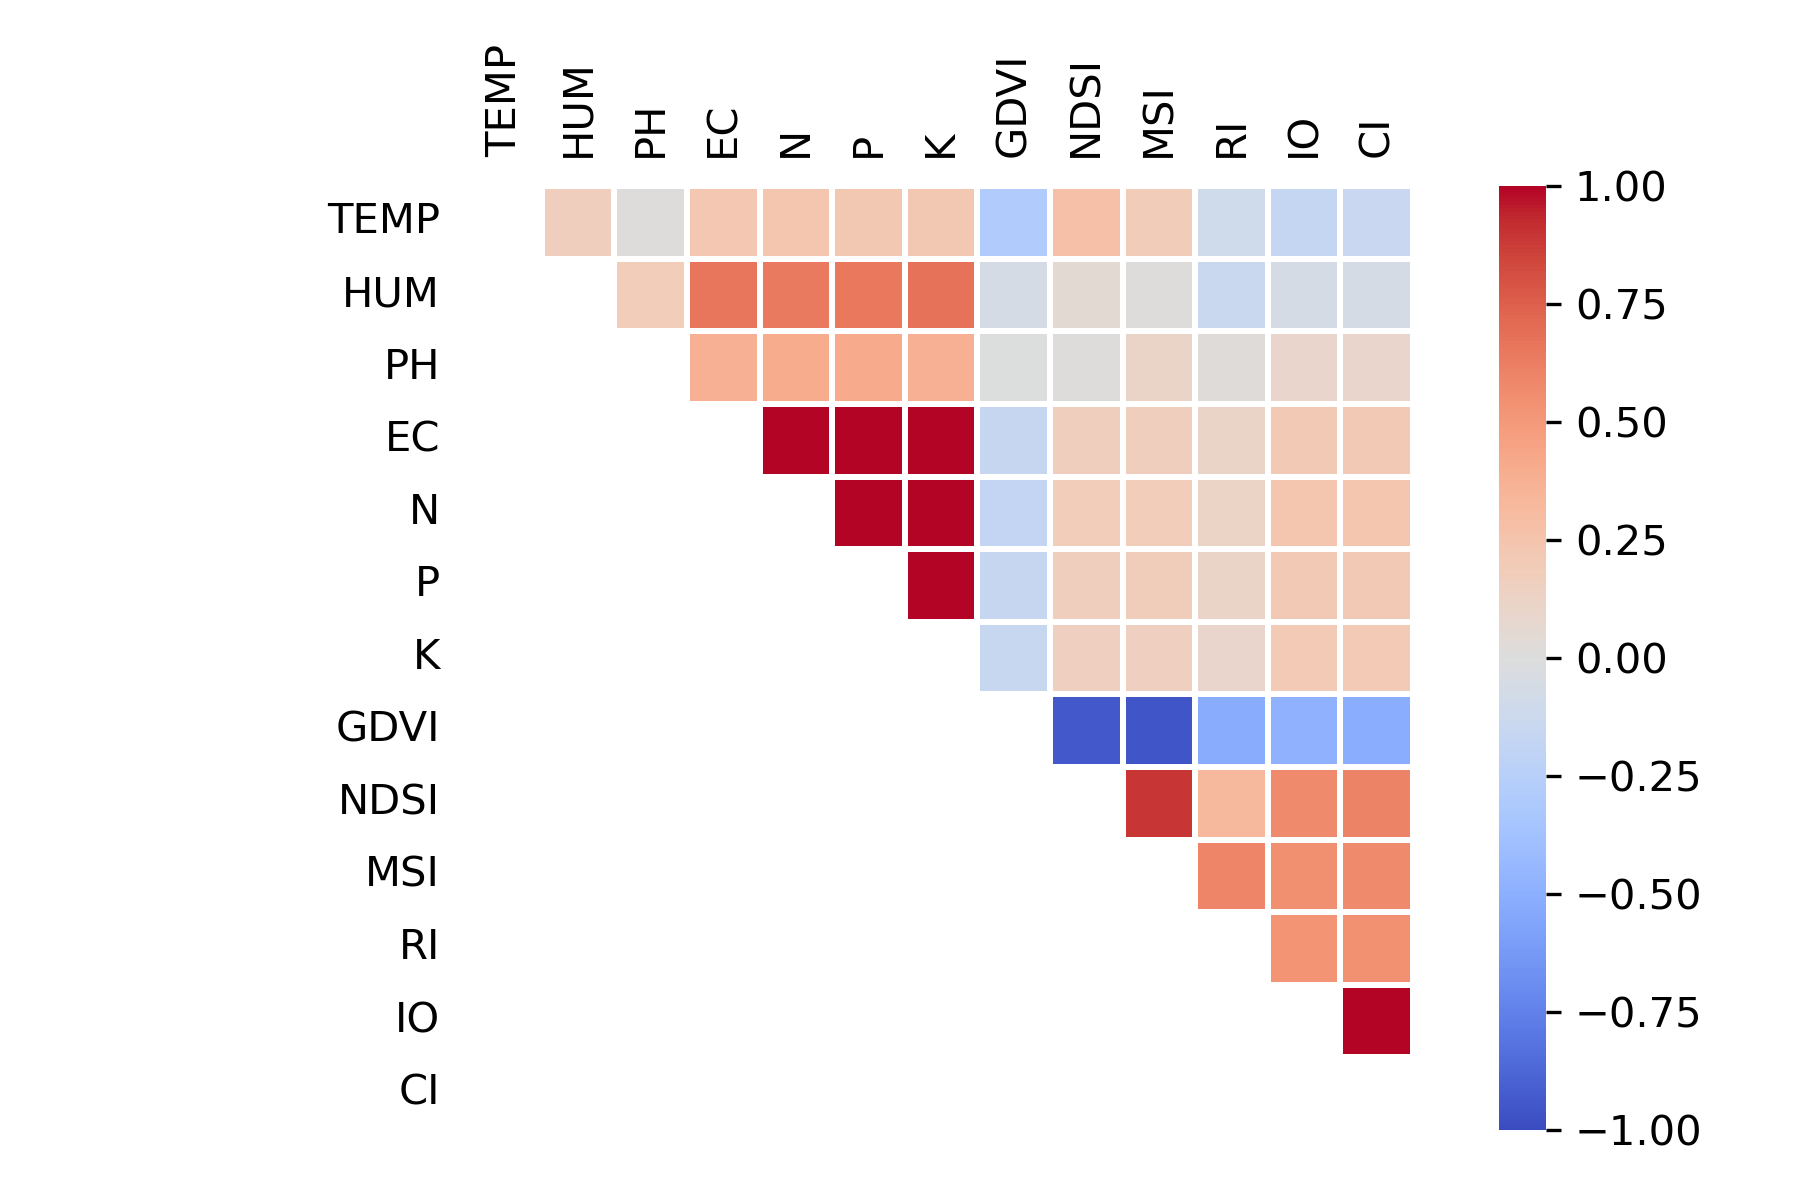 TEMP HUM PH EC N P K GDVI NDSI MSI RI IO CI
TEMP
HUM
PH
EC
N
P
K
GDVI
NDSI
MSI
RI
IO
CI
1.00
0.75
0.50
0.25
0.00
−0.25
−0.50
−0.75
−1.00